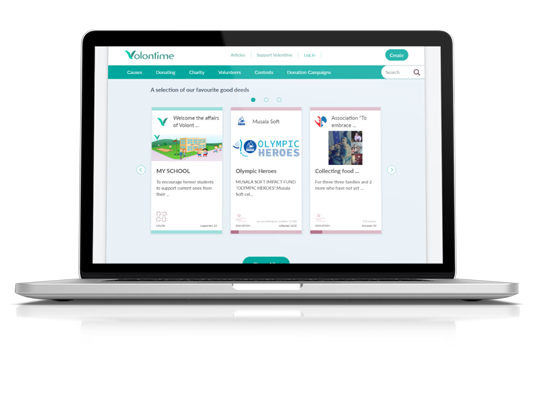 Volontime
Articles
Support Volontime
Log in
Create
Causes
Donating
Charity
Volunteers
Contests
Donation Campaigns
Search
A selection of our favourite good deeds
Welcome the affairs
of Volont ...
MY SCHOOL
To encourage former students
to support current ones from
their ...
Musala Soft
OLYMPIC
HEROES
Olympic Heroes
MUSALA SOFT IMPACT FUND
"OLYMPIC HEROES".Musala
Soft cel...
Association "To
embrace ...
Collecting food ...
For these three families and 2
more who have not yet ...